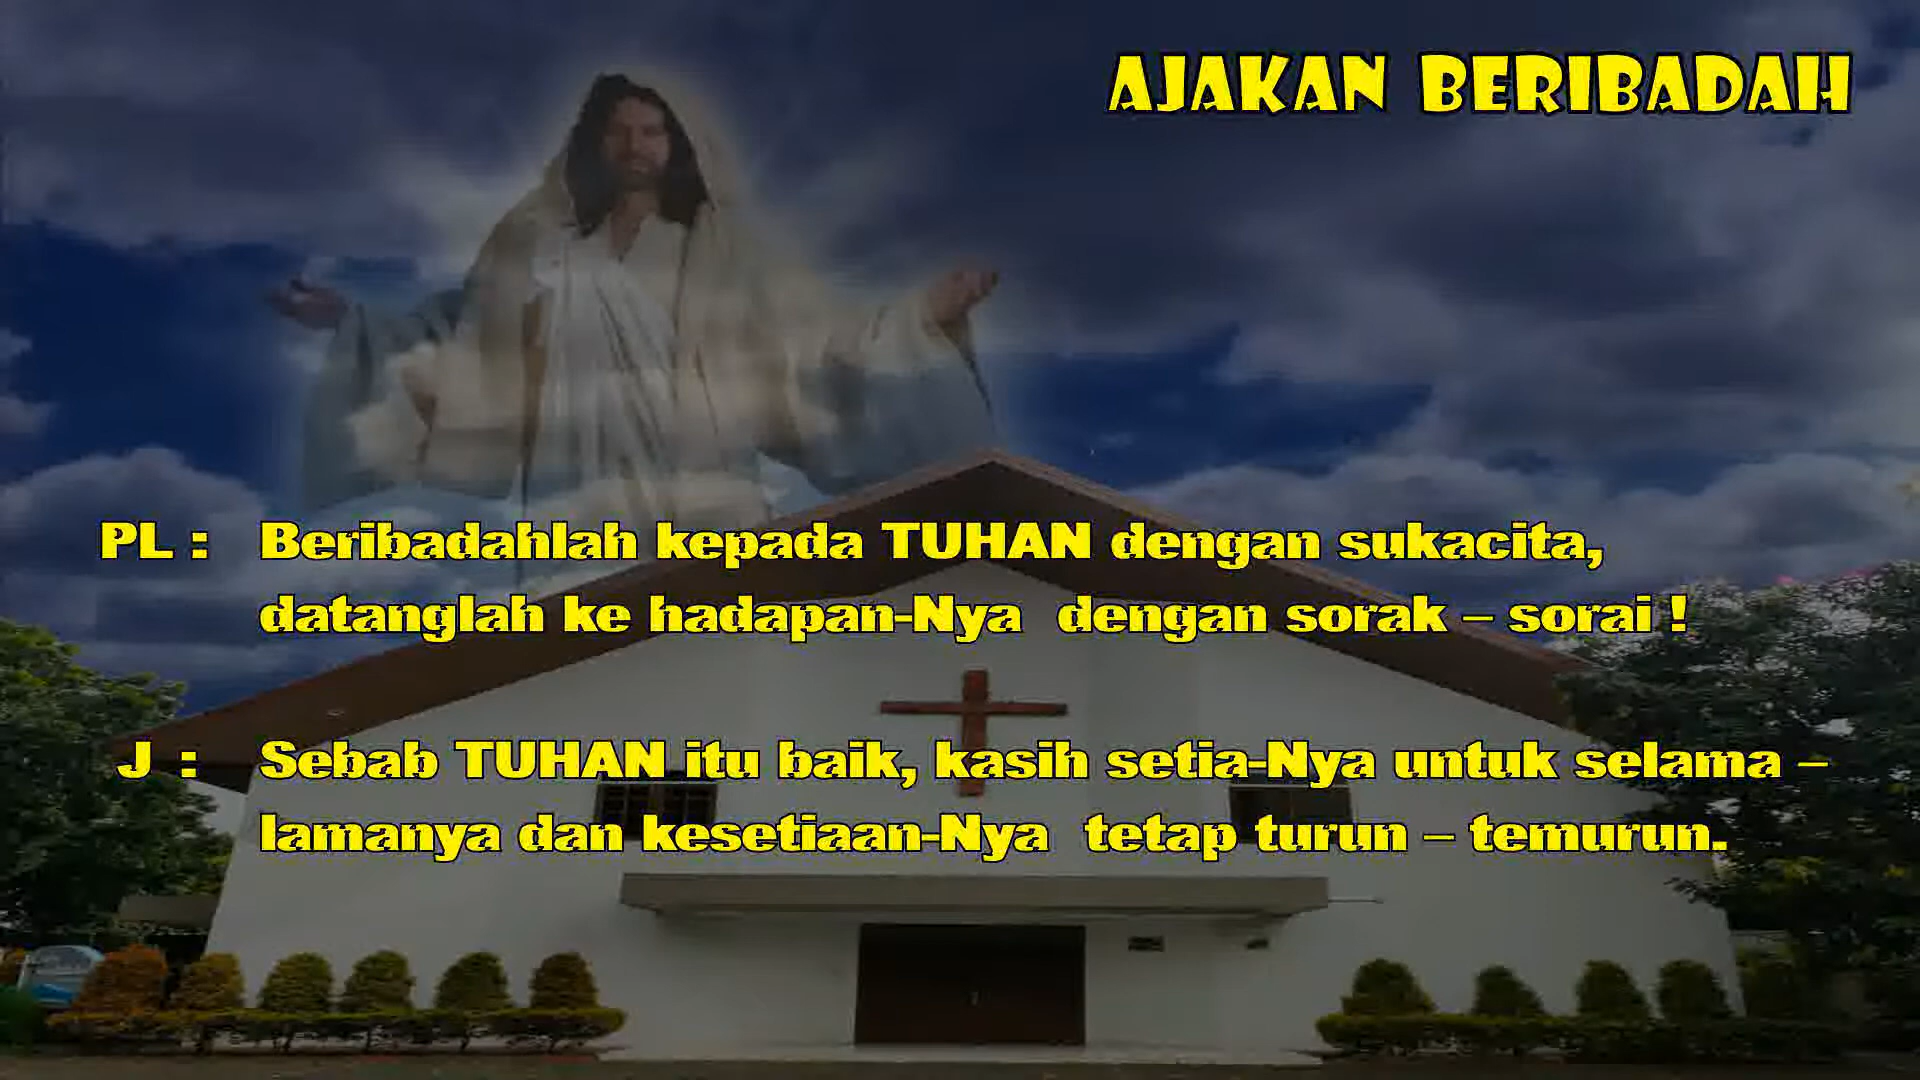 AJAKAN BERIBADAH
PL : Beribadahlah kepada TUHAN dengan sukacita,
datanglah ke hadapan-Nya dengan sorak – sorai !
J : Sebab TUHAN itu baik, kasih setia-Nya untuk selama –
lamanya dan kesetiaan-Nya tetap turun – temurun.